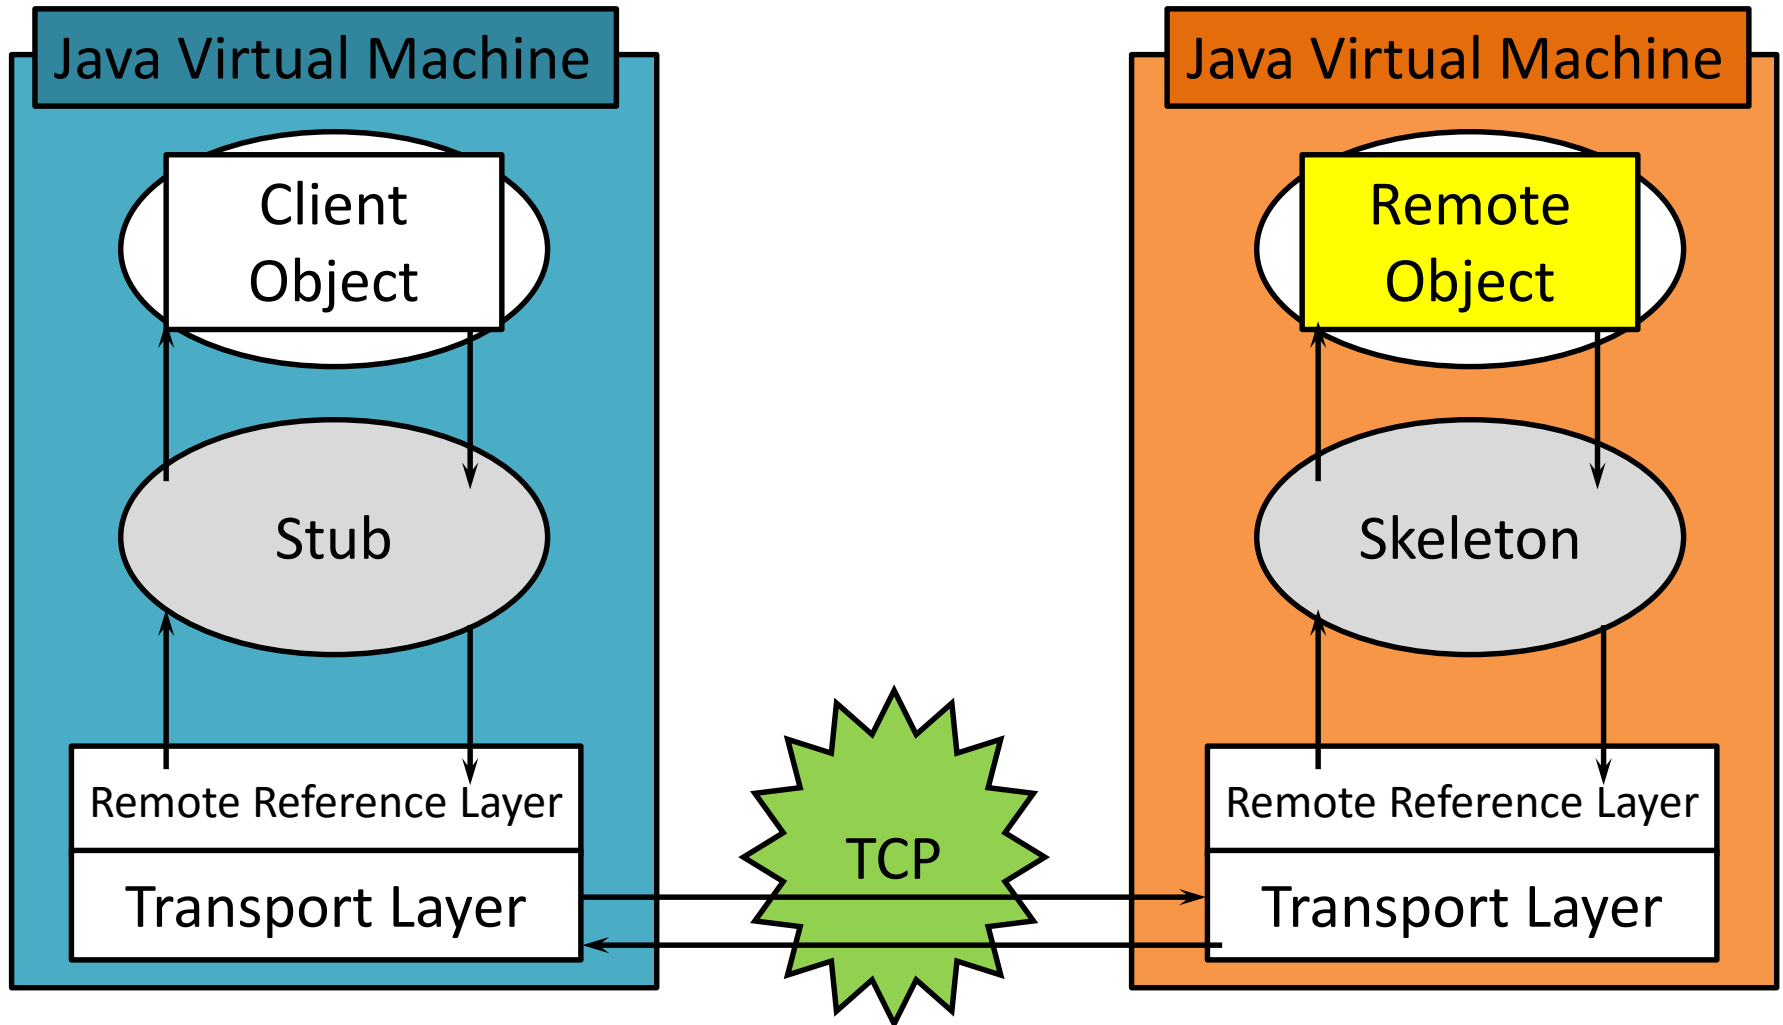 Java Virtual Machine
Client
Object
Stub
Remote Reference Layer
Transport Layer
TCP
Java Virtual Machine
Remote
Object
Skeleton
Remote Reference Layer
Transport Layer